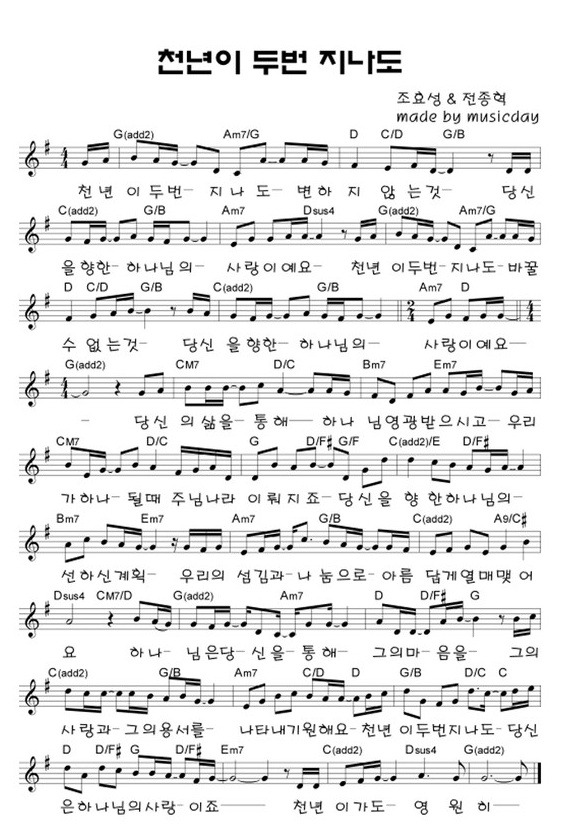 천년이 두번 지나도
조효성 & 전종혁
made by musicday
G(add2) Am7/G D C/D G/B
천 년 이 두번- 지나 도- 변하 지 않 는것- 당신
C(add2) G/B Am7 Dsus4 G(add2) Am7/G
을향한- 하나님의- 사랑이예요- 천년 이두번-지나도-바꿀
D C/D G/B C(add2) G/B Am7 D
수 없는것- 당신 을향한- 하나님의- 사랑이예요-
G(add2) CM7 D/C Bm7 Em7
- 당신 의삶을- 통해- 하나 님영광받으시고- 우리
CM7 D/C G D/F# G/F C(add2)/E D/F#
가하나- 될때 주님나라 이뤄지죠-당신을 향 한하나님의-
Bm7 Em7 Am7 G/B C(add2) A9/C#
선하신계획- 우리의 섬김과-나눔으로-아름 답게열매맺 어
Dsus4 CM7/D G(add2) Am7 D D/F# G
요 하나- 님은당- 신을-통해- 그의마-음을- 그의
C(add2) G/B Am7 G/B C(add2) G/B D/C C
사랑과-그의용서를- 나타내기원해요-천년 이두번지나도-당신
D D/F# G D/F# Em7 C(add2) Dsus4 G(add2)
은하나님의사랑-이죠- 천년 이가도- 영 원히-